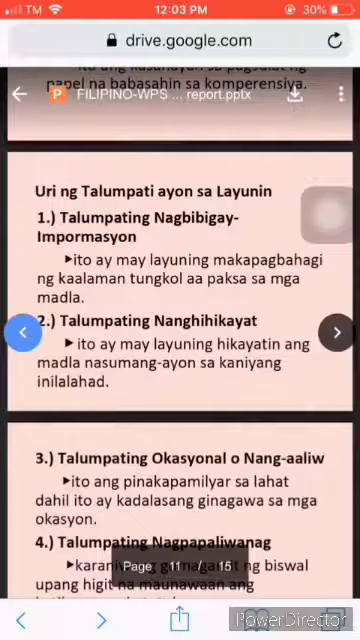 TM 12:03 PM 30%
drive.google.com
papel na babasahin sa komperensiya.
FILIPINO-WPS ... report.pptx
Uri ng Talumpati ayon sa Layunin
1.) Talumpating Nagbibigay-
Impormasyon
▶ito ay may layuning makapagbahagi
ng kaalaman tungkol aa paksa sa mga
madla.
2.) Talumpating Nanghihikayat
▶ ito ay may layuning hikayatin ang
madla nasumang-ayon sa kaniyang
inilalahad.
3.) Talumpating Okasyonal o Nang-aaliw
▶ito ang pinakapamilyar sa lahat
dahil ito ay kadalasang ginagawa sa mga
okasyon.
4.) Talumpating Nagpapaliwanag
ng biswal
Page 11 / 15
upang higit na maunawaan ang
PowerDirector